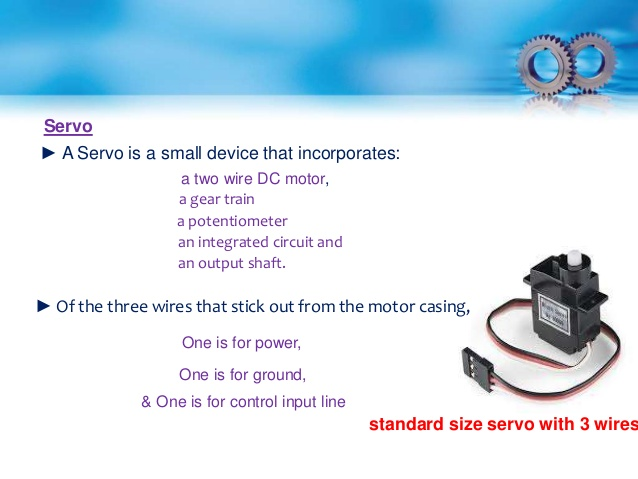 Servo
► A Servo is a small device that incorporates:
a two wire DC motor,
a gear train
a potentiometer
an integrated circuit and
an output shaft.
► Of the three wires that stick out from the motor casing,
One is for power,
One is for ground,
& One is for control input line
standard size servo with 3 wires